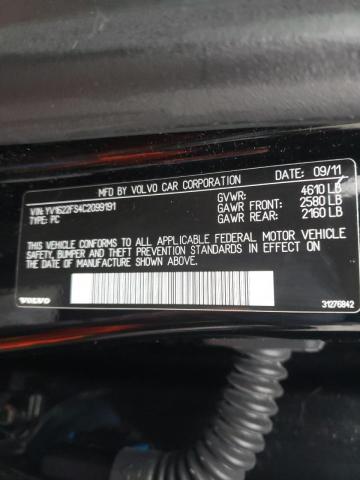 MFD BY VOLVO CAR CORPORATION DATE: 09/11
VIN: YV1622FS4C2099191
TYPE: PC
GVWR: 4610 LB
GAWR FRONT: 2580 LB
GAWR REAR: 2160 LB
THIS VEHICLE CONFORMS TO ALL APPLICABLE FEDERAL MOTOR VEHICLE
SAFETY, BUMPER AND THEFT PREVENTION STANDARDS IN EFFECT ON
THE DATE OF MANUFACTURE SHOWN ABOVE.
VOLVO
31276842